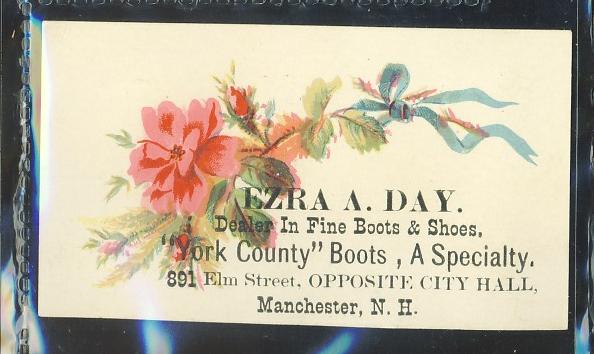 EZRA A. DAY.
Dealer In Fine Boots & Shoes.
"York County" Boots , A Specialty.
891 Elm Street, OPPOSITE CITY HALL,
Manchester, N. H.